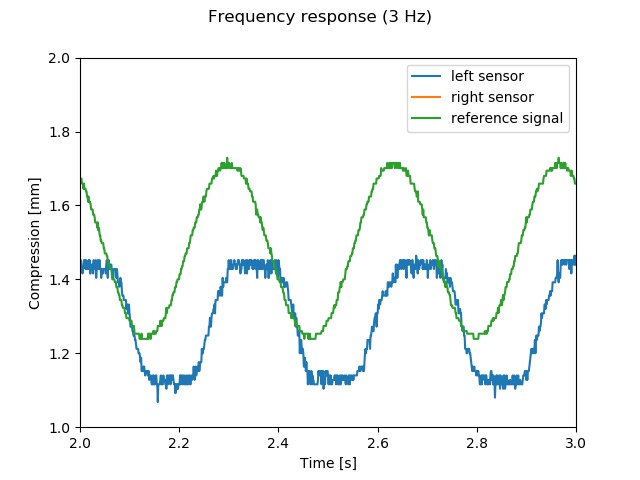 Frequency response (3 Hz)
2.0
1.8
1.6
1.4
1.2
1.0
Compression [mm]
left sensor
right sensor
reference signal
2.0 2.2 2.4 2.6 2.8 3.0
Time [s]